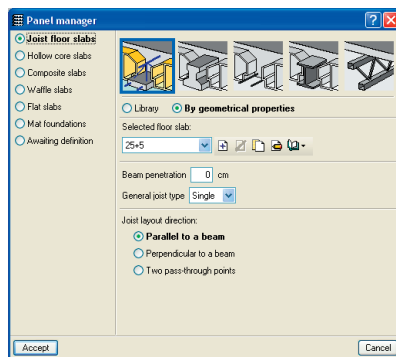 Panel manager
Joist floor slabs
Hollow core slabs
Composite slabs
Waffle slabs
Flat slabs
Mat foundations
Awaiting definition
Library
By geometrical properties
Selected floor slab:
25+5
Beam penetration 0 cm
General joist type Single
Joist layout direction:
Parallel to a beam
Perpendicular to a beam
Two pass-through points
Accept
Cancel